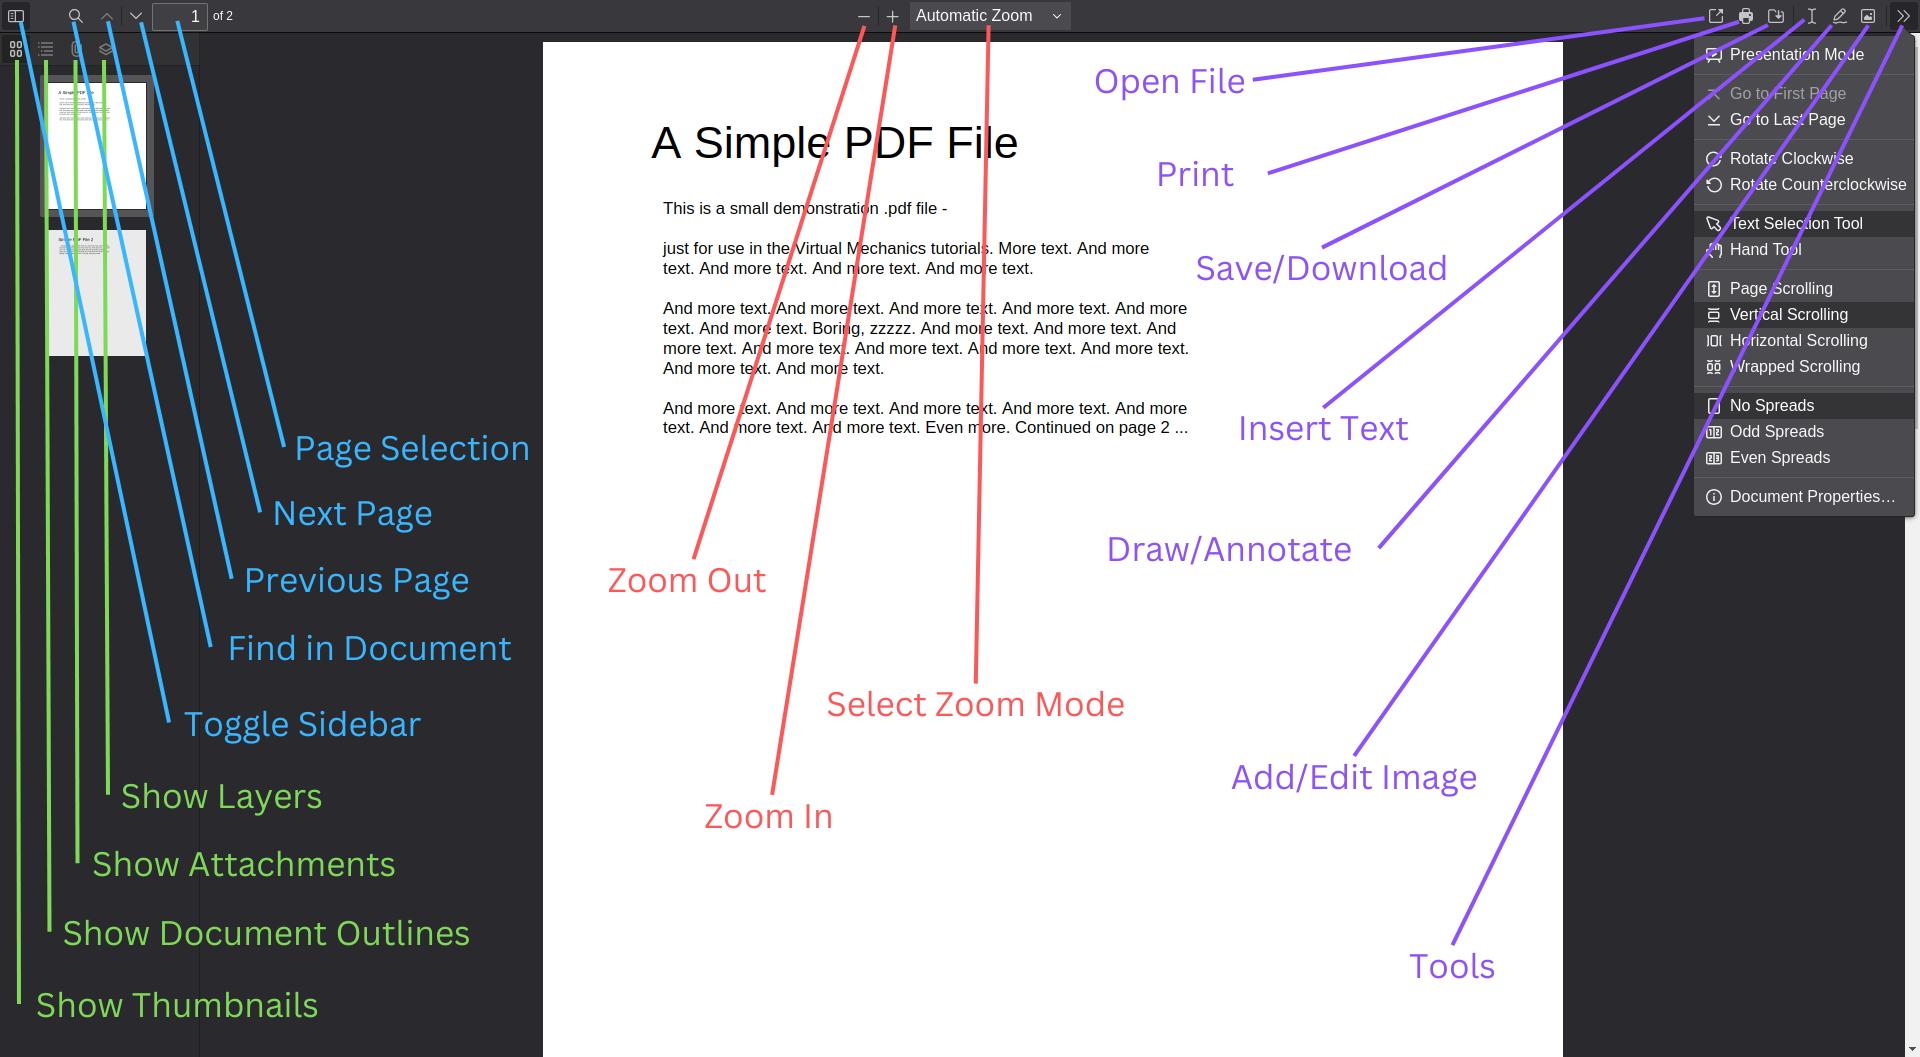 1 of 2
Automatic Zoom
A Simple PDF File
This is a small demonstration .pdf file -
just for use in the Virtual Mechanics tutorials. More text. And more
text. And more text. And more text. And more text.
And more text. And more text. And more text. And more text. And more
text. And more text. Boring, zzzzz. And more text. And more text. And
more text. And more text. And more text. And more text. And more text.
And more text. And more text.
And more text. And more text. And more text. And more text. And more
text. And more text. And more text. Even more. Continued on page 2 ...
A Simple PDF File
Simple PDF File 2
Page Selection
Next Page
Previous Page
Find in Document
Toggle Sidebar
Show Layers
Show Attachments
Show Document Outlines
Show Thumbnails
Zoom Out
Select Zoom Mode
Zoom In
Open File
Print
Save/Download
Insert Text
Draw/Annotate
Add/Edit Image
Tools
Presentation Mode
Go to First Page
Go to Last Page
Rotate Clockwise
Rotate Counterclockwise
Text Selection Tool
Hand Tool
Page Scrolling
Vertical Scrolling
Horizontal Scrolling
Wrapped Scrolling
No Spreads
Odd Spreads
Even Spreads
Document Properties…